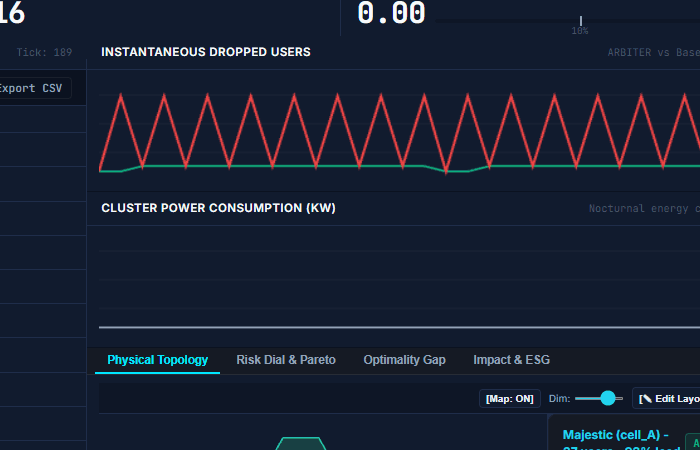 16
0.00
10%
Tick: 189
INSTANTANEOUS DROPPED USERS
ARBITER vs Base
Export CSV
CLUSTER POWER CONSUMPTION (KW)
Nocturnal energy c
Physical Topology
Risk Dial & Pareto
Optimality Gap
Impact & ESG
[Map: ON]
Dim:
[✎ Edit Layo
Majestic (cell_A) -
A